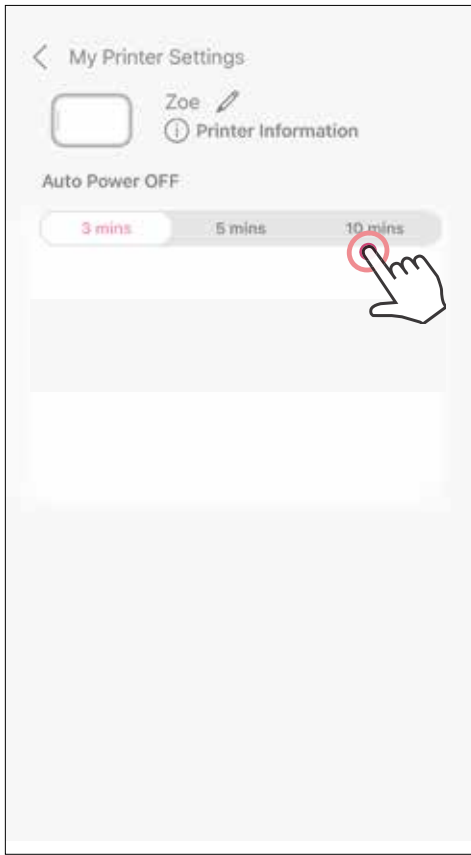 My Printer Settings
Zoe
Printer Information
Auto Power OFF
3 mins 5 mins 10 mins